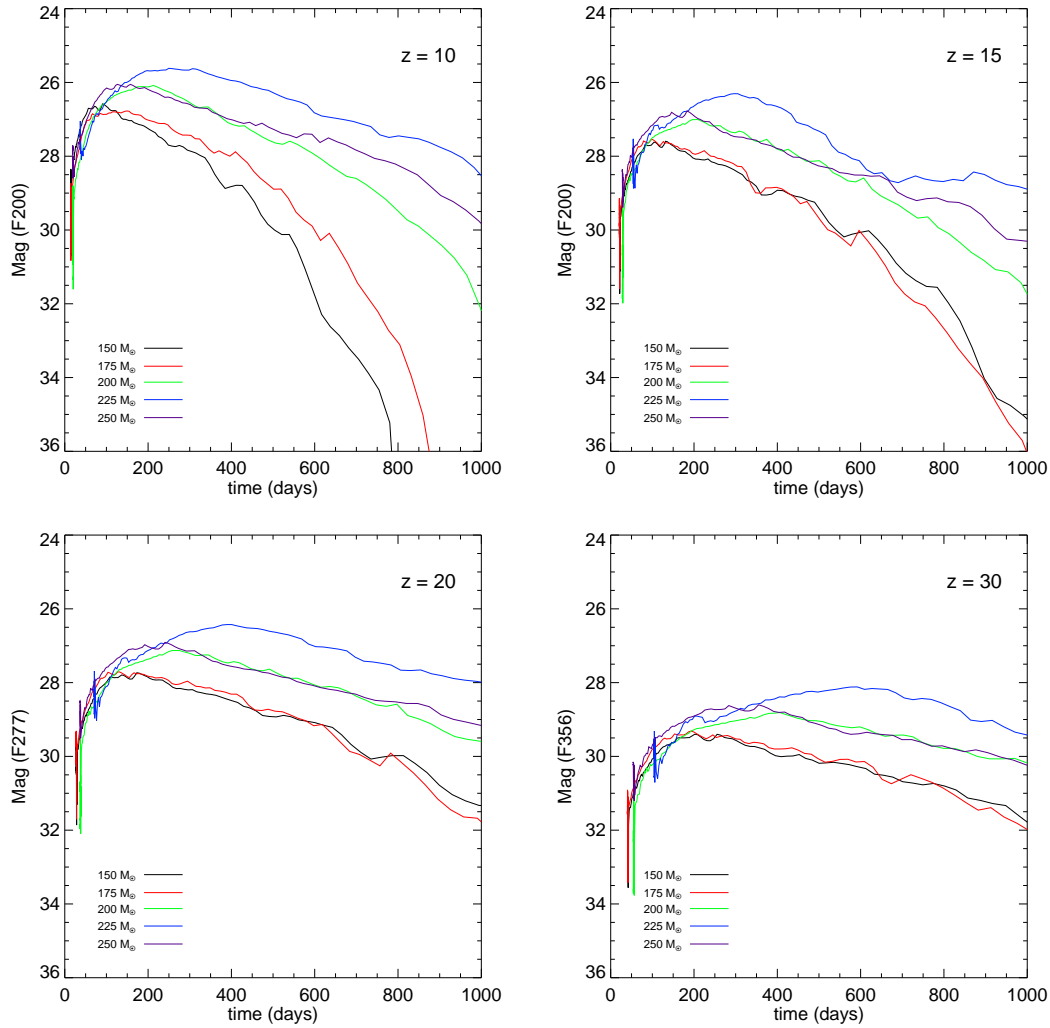 24
26
28
30
32
34
36
Mag (F200)
z = 10
150 M⊙
175 M⊙
200 M⊙
225 M⊙
250 M⊙
0 200 400 600 800 1000
time (days)
24
26
28
30
32
34
36
Mag (F200)
z = 15
150 M⊙
175 M⊙
200 M⊙
225 M⊙
250 M⊙
0 200 400 600 800 1000
time (days)
24
26
28
30
32
34
36
Mag (F277)
z = 20
150 M⊙
175 M⊙
200 M⊙
225 M⊙
250 M⊙
0 200 400 600 800 1000
time (days)
24
26
28
30
32
34
36
Mag (F356)
z = 30
150 M⊙
175 M⊙
200 M⊙
225 M⊙
250 M⊙
0 200 400 600 800 1000
time (days)